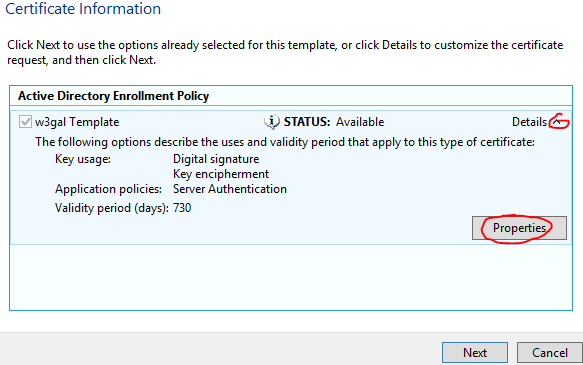 Certificate Information
Click Next to use the options already selected for this template, or click Details to customize the certificate
request, and then click Next.
Active Directory Enrollment Policy
w3gal Template STATUS: Available Details
The following options describe the uses and validity period that apply to this type of certificate:
Key usage: Digital signature
Key encipherment
Application policies: Server Authentication
Validity period (days): 730
Properties
Next Cancel